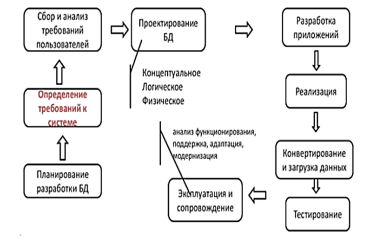 Сбор и анализ
требований
пользователей
Проектирование
БД
Разработка
приложений
Концептуальное
Логическое
Физическое
Определение
требований к
системе
Реализация
анализ функционирования,
поддержка, адаптация,
модернизация
Конвертирование
и загрузка данных
Планирование
разработки БД
Эксплуатация и
сопровождение
Тестирование